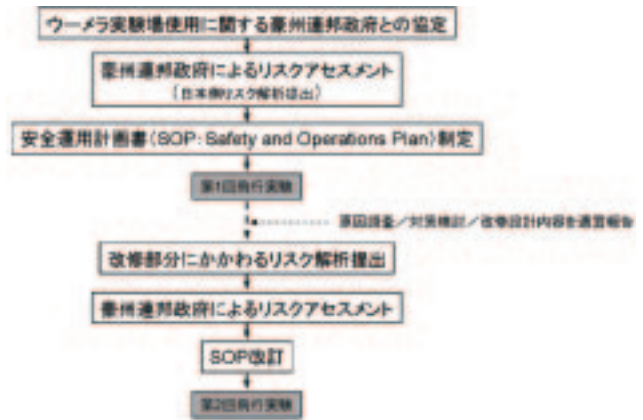 ウーメラ実験場使用に関する豪州連邦政府との協定
豪州連邦政府によるリスクアセスメント
(日本側リスク解析提出)
安全運用計画書(SOP: Safety and Operations Plan)制定
第1回飛行実験
原因調査/対策検討/改修設計内容を適宜報告
改修部分にかかわるリスク解析提出
豪州連邦政府によるリスクアセスメント
SOP改訂
第2回飛行実験